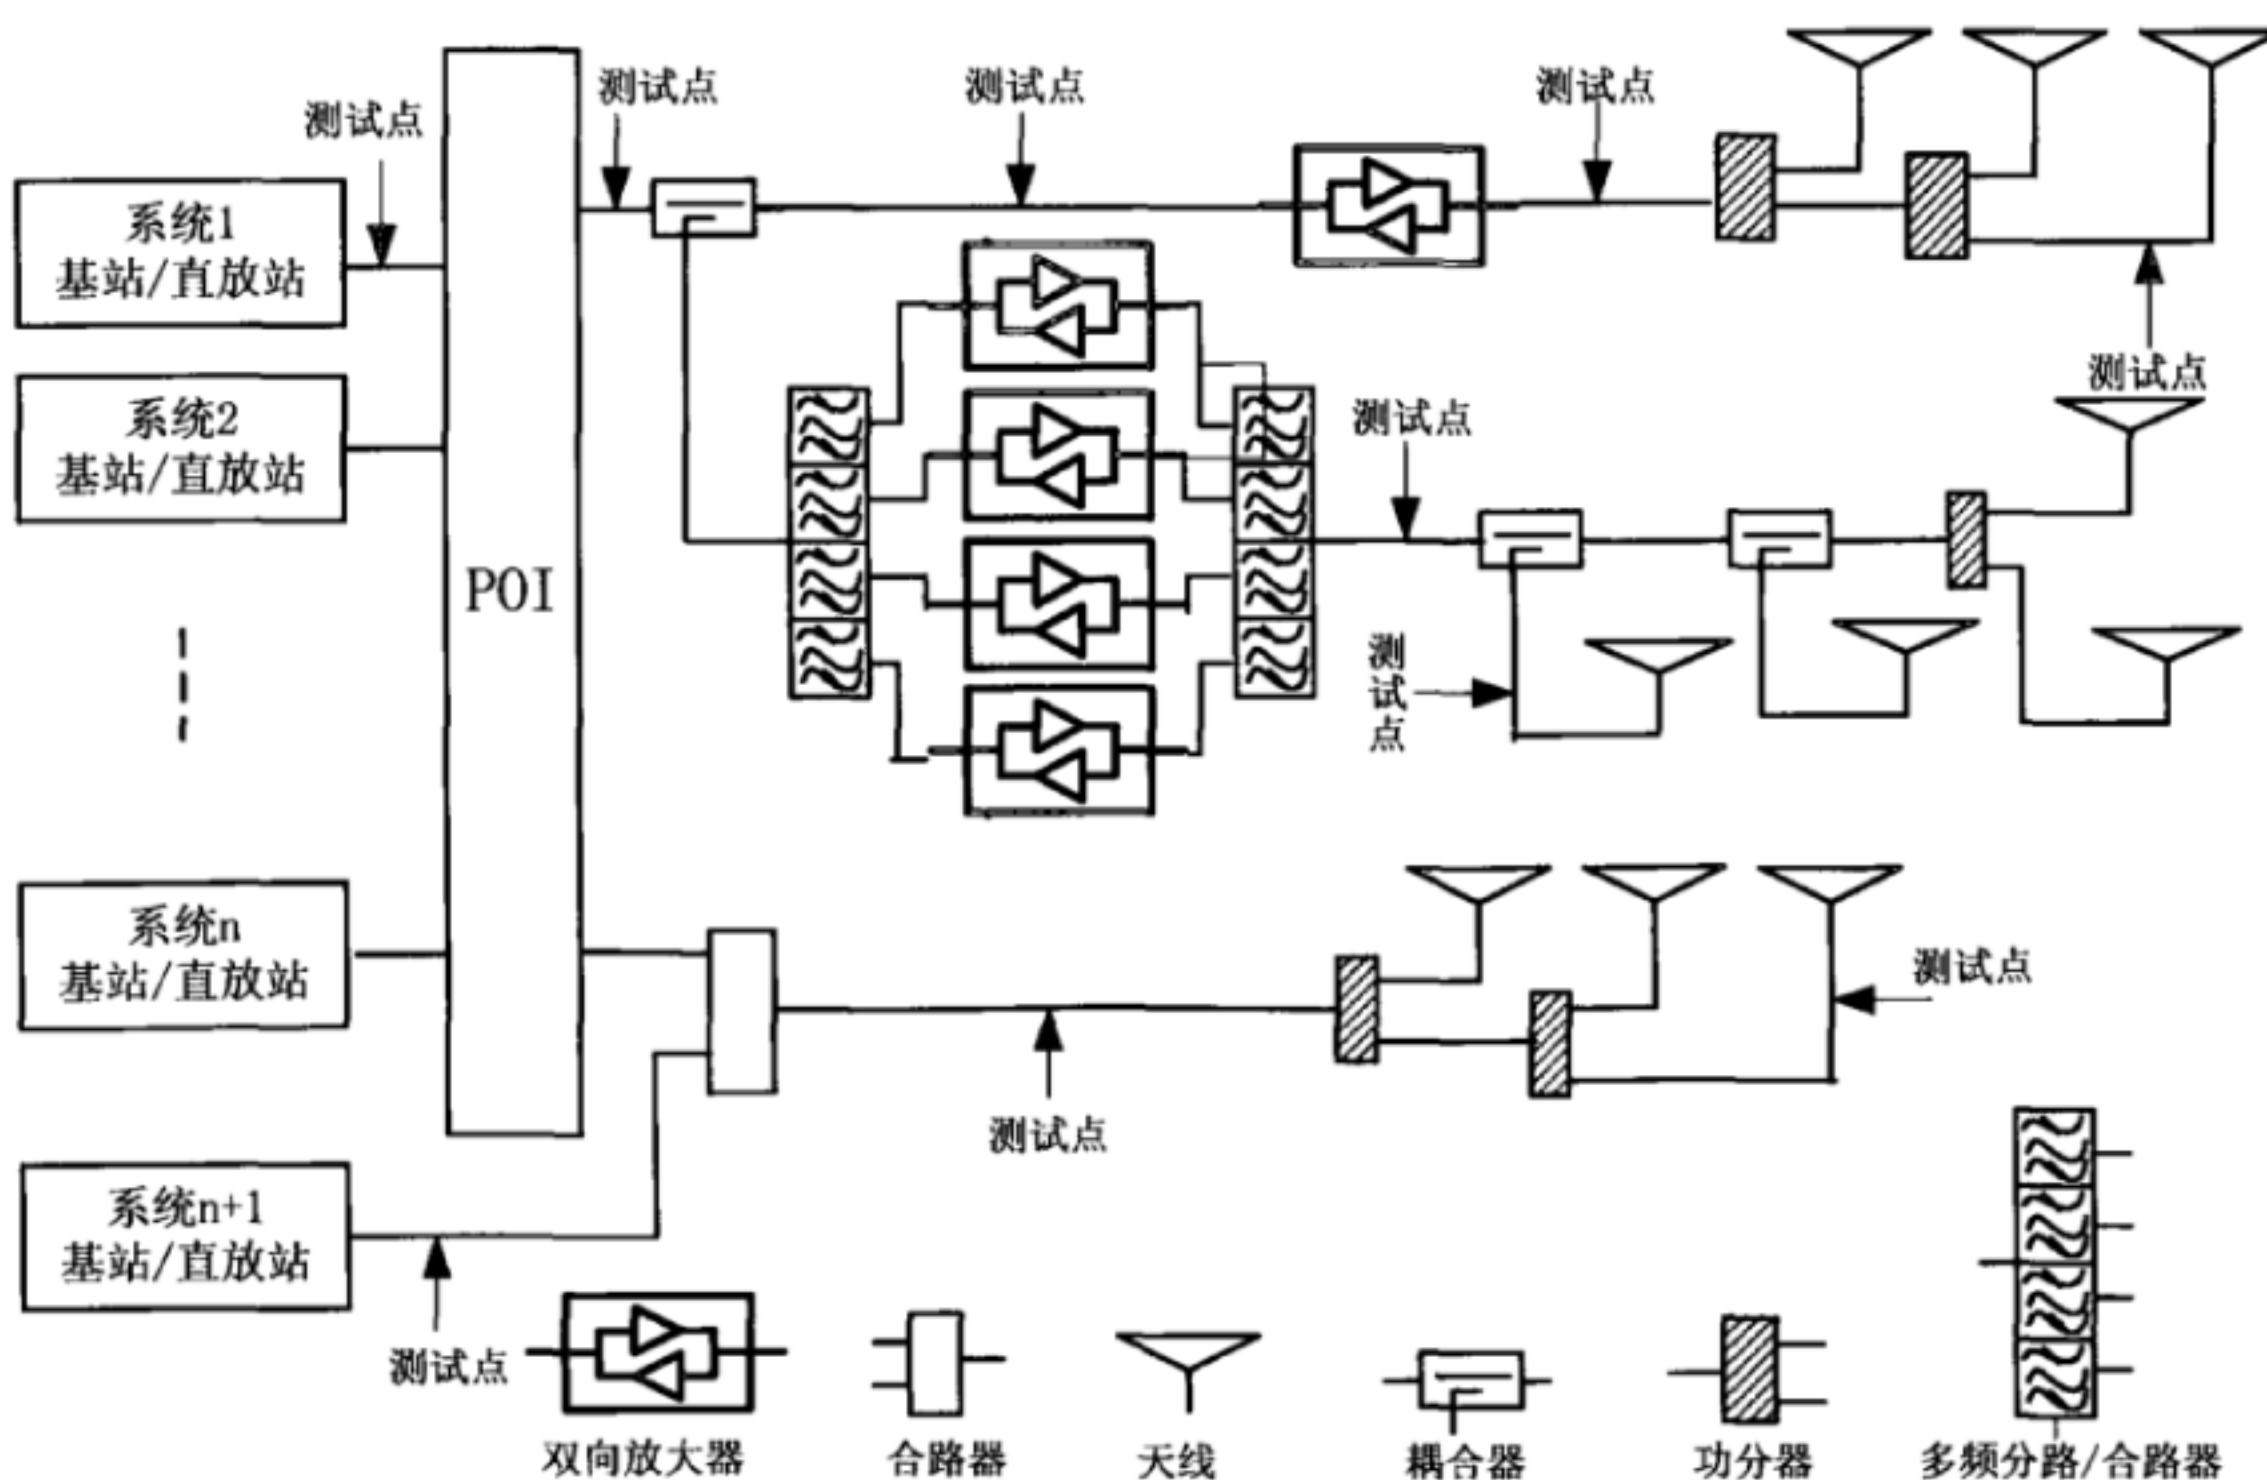 测试点
测试点
测试点
测试点
系统1
基站/直放站
测试点
系统2
基站/直放站
测试点
POI
测试点
系统n
基站/直放站
测试点
测试点
系统n+1
基站/直放站
测试点
双向放大器
合路器
天线
耦合器
功分器
多频分路/合路器